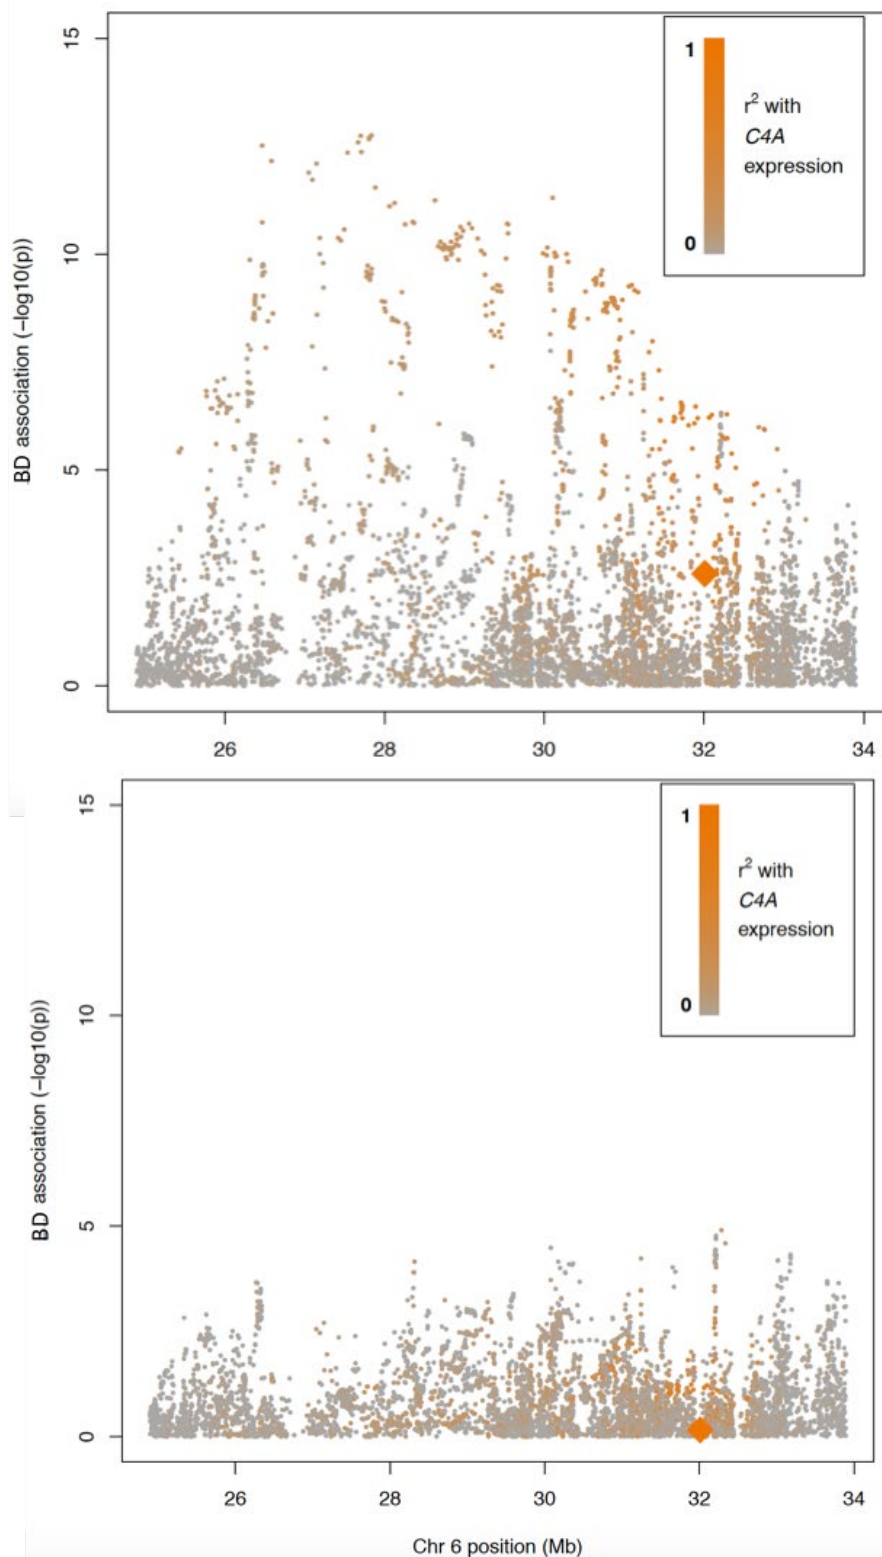 15
10
5
0
BD association (−log10(p))
1
0
r² with
C4A
expression
26 28 30 32 34
15
10
5
0
BD association (−log10(p))
1
0
r² with
C4A
expression
26 28 30 32 34
Chr 6 position (Mb)